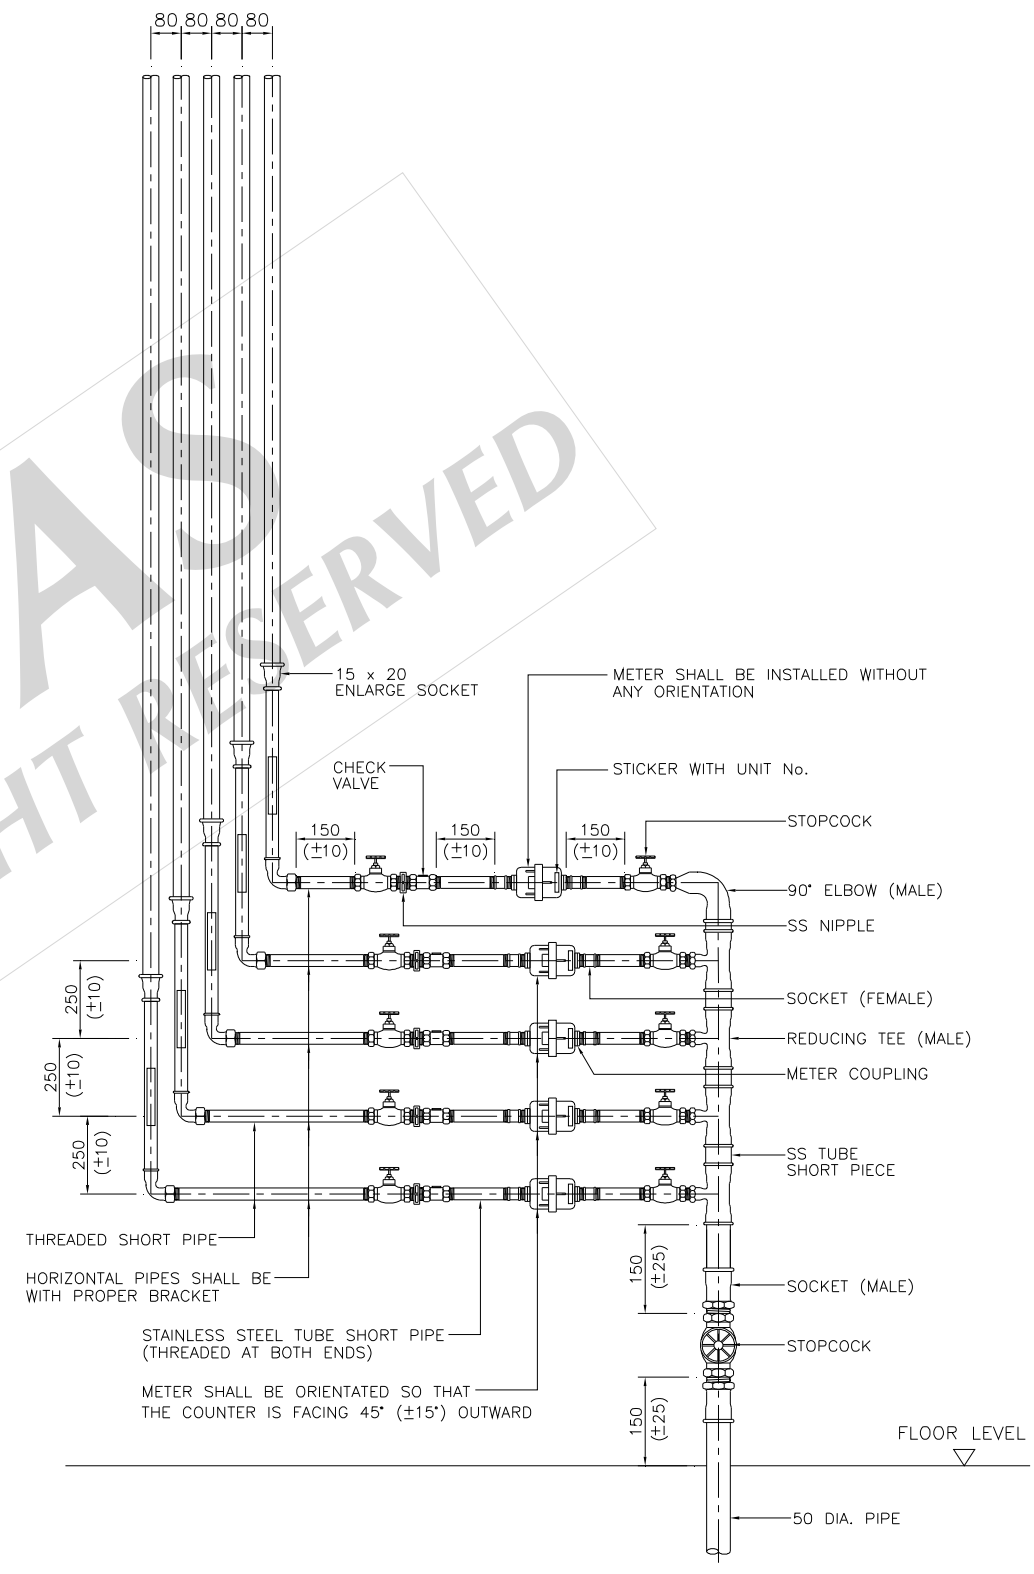 80 80 80 80
15 x 20
ENLARGE SOCKET
METER SHALL BE INSTALLED WITHOUT
ANY ORIENTATION
CHECK
VALVE
STICKER WITH UNIT No.
150
(±10)
150
(±10)
150
(±10)
STOPCOCK
90° ELBOW (MALE)
SS NIPPLE
250
(±10)
SOCKET (FEMALE)
250
(±10)
REDUCING TEE (MALE)
METER COUPLING
250
(±10)
SS TUBE
SHORT PIECE
THREADED SHORT PIPE
HORIZONTAL PIPES SHALL BE
WITH PROPER BRACKET
150
(±25)
SOCKET (MALE)
STAINLESS STEEL TUBE SHORT PIPE
(THREADED AT BOTH ENDS)
STOPCOCK
METER SHALL BE ORIENTATED SO THAT
THE COUNTER IS FACING 45° (±15°) OUTWARD
150
(±25)
FLOOR LEVEL
50 DIA. PIPE
AS
HT RESERVED